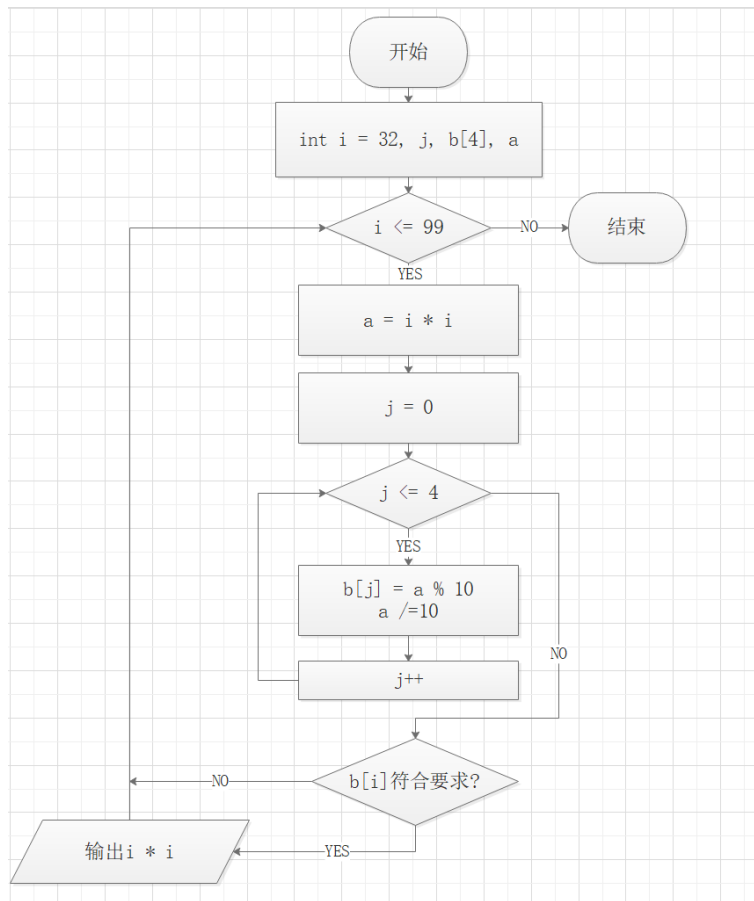 开始
int i = 32, j, b[4], a
i <= 99
NO
结束
YES
a = i * i
j = 0
j <= 4
YES
b[j] = a % 10
a /=10
NO
j++
b[i]符合要求?
NO
输出i * i
YES